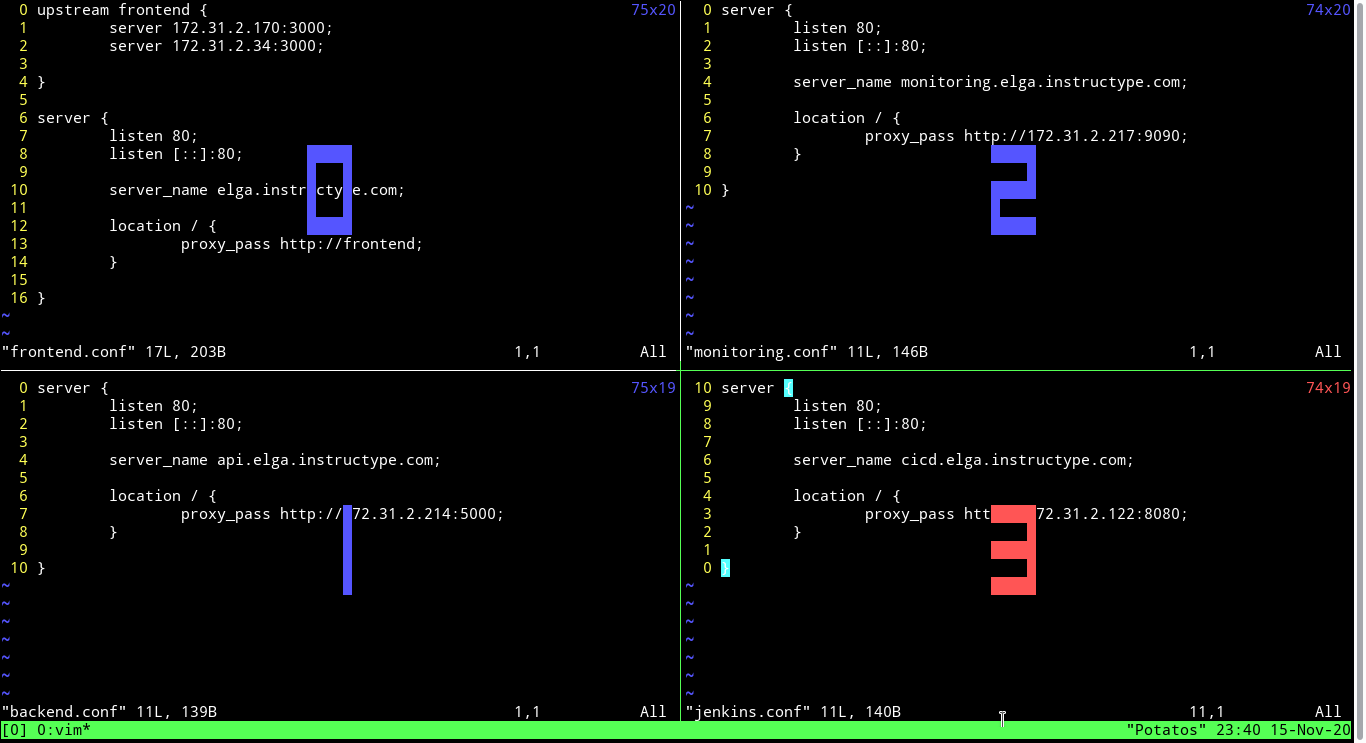 0 upstream frontend { 75x20
1 server 172.31.2.170:3000;
2 server 172.31.2.34:3000;
3
4 }
5
6 server {
7 listen 80;
8 listen [::]:80;
9
10 server_name elga.instructype.com;
11
12 location / {
13 proxy_pass http://frontend;
14 }
15
16 }
~
~
"frontend.conf" 17L, 203B 1,1 All
0
0 server { 74x20
1 listen 80;
2 listen [::]:80;
3
4 server_name monitoring.elga.instructype.com;
5
6 location / {
7 proxy_pass http://172.31.2.217:9090;
8 }
9
10 }
~
~
~
~
~
~
~
~
"monitoring.conf" 11L, 146B 1,1 All
2
0 server { 75x19
1 listen 80;
2 listen [::]:80;
3
4 server_name api.elga.instructype.com;
5
6 location / {
7 proxy_pass http://172.31.2.214:5000;
8 }
9
10 }
~
~
~
~
~
~
~
"backend.conf" 11L, 139B 1,1 All
1
10 server { 74x19
9 listen 80;
8 listen [::]:80;
7
6 server_name cicd.elga.instructype.com;
5
4 location / {
3 proxy_pass htt 72.31.2.122:8080;
2 }
1
0 }
~
~
~
~
~
~
~
"jenkins.conf" 11L, 140B 11,1 All
3
[0] 0:vim* "Potatos" 23:40 15-Nov-20